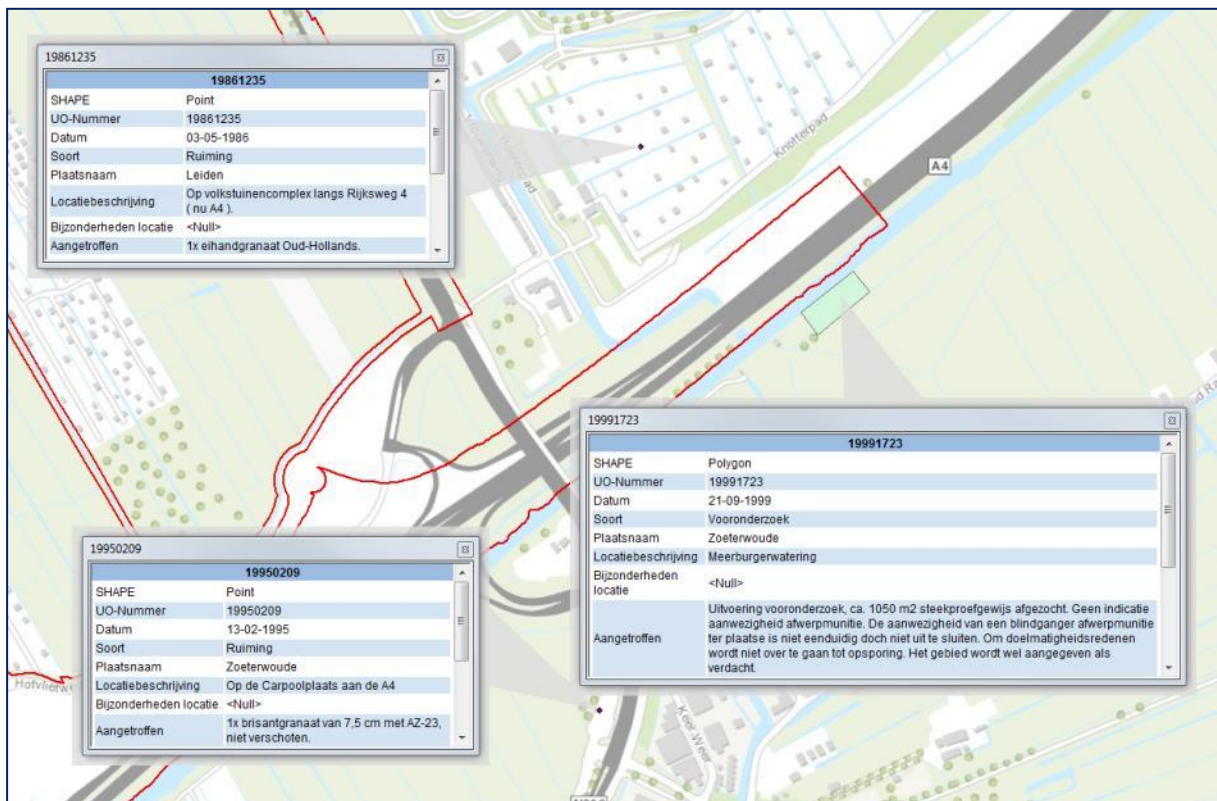 19861235
19861235
SHAPE Point
UO-Nummer 19861235
Datum 03-05-1986
Soort Ruiming
Plaatsnaam Leiden
Locatiebeschrijving Op volkstuinencomplex langs Rijksweg 4
( nu A4 ).
Bijzonderheden locatie <Null>
Aangetroffen 1x eihandgranaat Oud-Hollands.
Knotterpad
A4
19991723
19991723
SHAPE Polygon
UO-Nummer 19991723
Datum 21-09-1999
Soort Vooronderzoek
Plaatsnaam Zoeterwoude
Locatiebeschrijving Meerburgerwatering
Bijzonderheden
locatie <Null>
Aangetroffen Uitvoering vooronderzoek, ca. 1050 m2 steekproefgewijs afgezocht. Geen indicatie
aanwezigheid afwerpmunitie. De aanwezigheid van een blindganger afwerpmunitie
ter plaatse is niet eenduidig doch niet uit te sluiten. Om doelmatigheidsredenen
wordt niet over te gaan tot opsporing. Het gebied wordt wel aangegeven als
verdacht.
19950209
19950209
SHAPE Point
UO-Nummer 19950209
Datum 13-02-1995
Soort Ruiming
Plaatsnaam Zoeterwoude
Locatiebeschrijving Op de Carpoolplaats aan de A4
Bijzonderheden locatie <Null>
Aangetroffen 1x brisantgranaat van 7,5 cm met AZ-23,
niet verschoten.